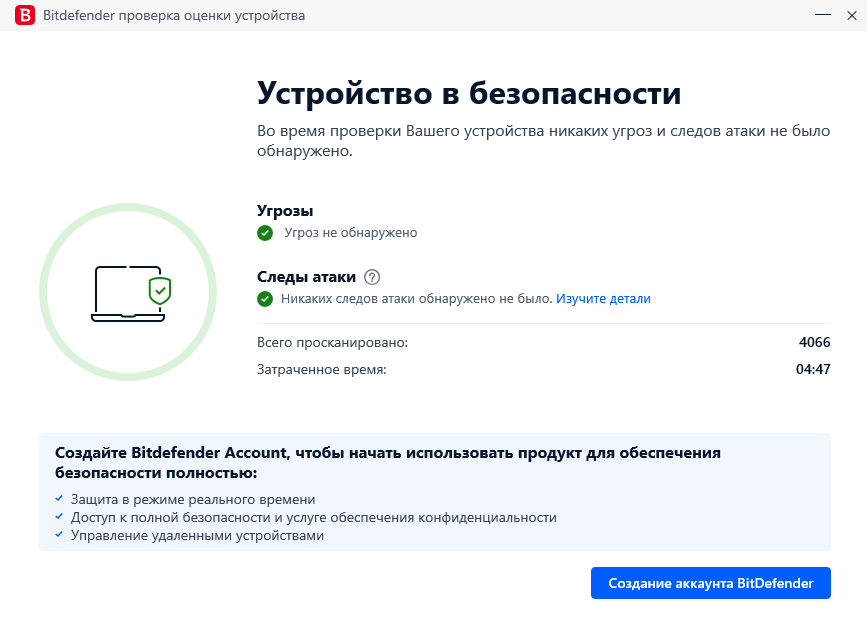 B Bitdefender проверка оценки устройства
Устройство в безопасности
Во время проверки Вашего устройства никаких угроз и следов атаки не было
обнаружено.
Угрозы
Угроз не обнаружено
Следы атаки ?
Никаких следов атаки обнаружено не было. Изучите детали
Всего просканировано: 4066
Затраченное время: 04:47
Создайте Bitdefender Account, чтобы начать использовать продукт для обеспечения
безопасности полностью:
Защита в режиме реального времени
Доступ к полной безопасности и услуге обеспечения конфиденциальности
Управление удаленными устройствами
Создание аккаунта BitDefender